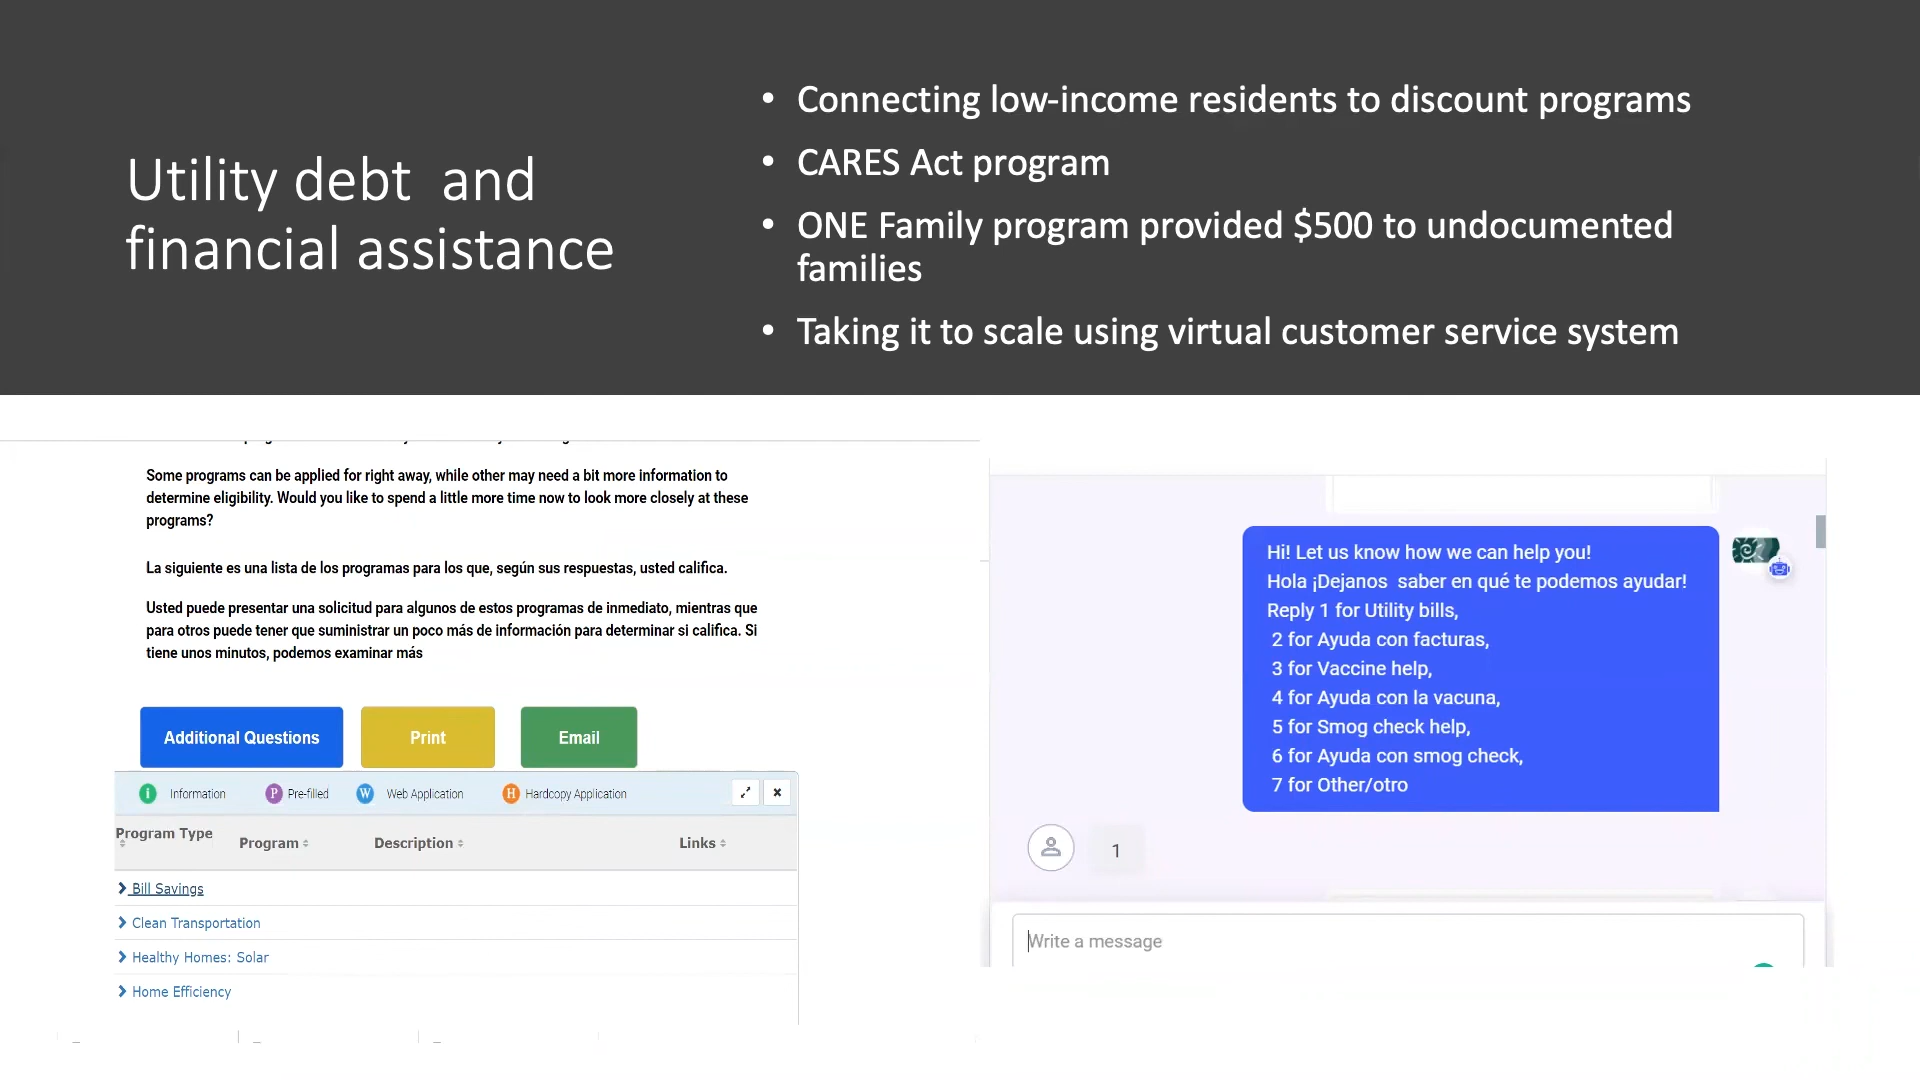 Utility debt  and
financial assistance
• Connecting low-income residents to discount programs
• CARES Act program
• ONE Family program provided $500 to undocumented
families
• Taking it to scale using virtual customer service system
Some programs can be applied for right away, while other may need a bit more information to
determine eligibility. Would you like to spend a little more time now to look more closely at these
programs?
La siguiente es una lista de los programas para los que, según sus respuestas, usted califica.
Usted puede presentar una solicitud para algunos de estos programas de inmediato, mientras que
para otros puede tener que suministrar un poco más de información para determinar si califica. Si
tiene unos minutos, podemos examinar más
Additional Questions Print Email
i Information P Pre-filled W Web Application H Hardcopy Application
Program Type Program Description Links
Bill Savings
Clean Transportation
Healthy Homes: Solar
Home Efficiency
Hi! Let us know how we can help you!
Hola ¡Dejanos  saber en qué te podemos ayudar!
Reply 1 for Utility bills,
2 for Ayuda con facturas,
3 for Vaccine help,
4 for Ayuda con la vacuna,
5 for Smog check help,
6 for Ayuda con smog check,
7 for Other/otro
1
Write a message